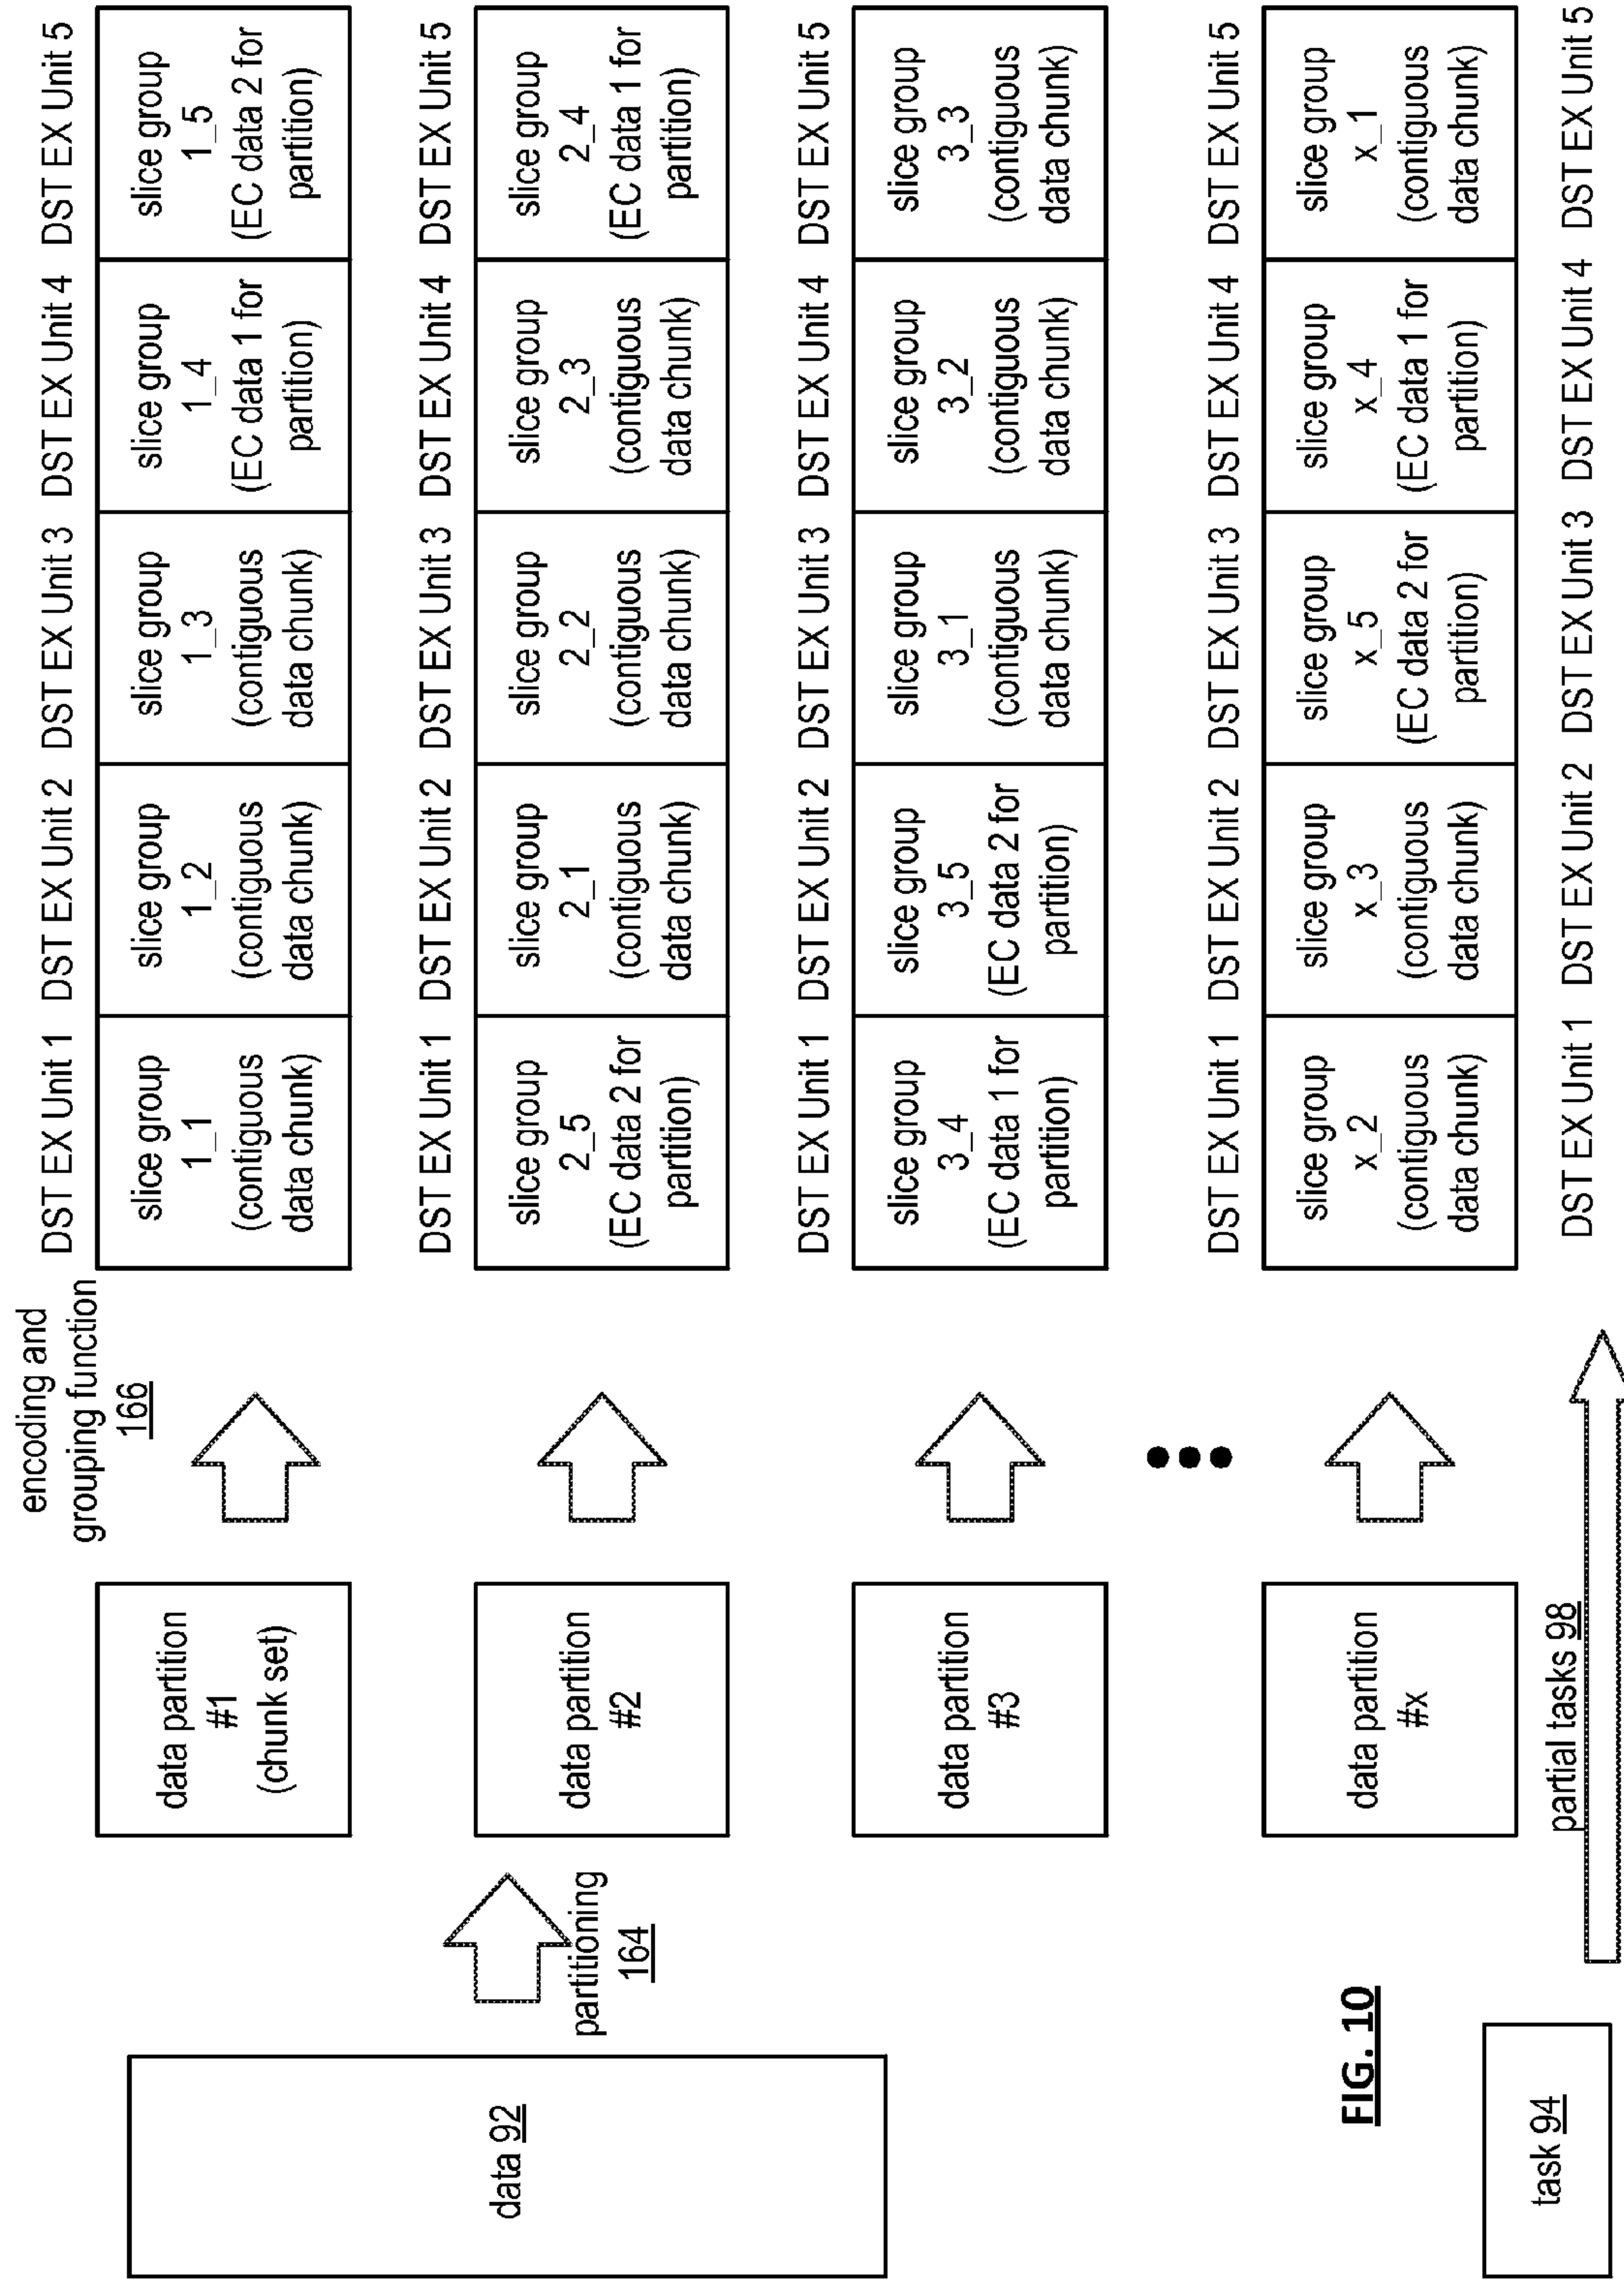 encoding and
grouping function
166
data 92
partitioning
164
data partition
#1
(chunk set)
DST EX Unit 1
DST EX Unit 2
DST EX Unit 3
DST EX Unit 4
DST EX Unit 5
slice group
1_1
(contiguous
data chunk)
slice group
1_2
(contiguous
data chunk)
slice group
1_3
(contiguous
data chunk)
slice group
1_4
(EC data 1 for
partition)
slice group
1_5
(EC data 2 for
partition)
data partition
#2
DST EX Unit 1
DST EX Unit 2
DST EX Unit 3
DST EX Unit 4
DST EX Unit 5
slice group
2_5
(EC data 2 for
partition)
slice group
2_1
(contiguous
data chunk)
slice group
2_2
(contiguous
data chunk)
slice group
2_3
(contiguous
data chunk)
slice group
2_4
(EC data 1 for
partition)
data partition
#3
DST EX Unit 1
DST EX Unit 2
DST EX Unit 3
DST EX Unit 4
DST EX Unit 5
slice group
3_4
(EC data 1 for
partition)
slice group
3_5
(EC data 2 for
partition)
slice group
3_1
(contiguous
data chunk)
slice group
3_2
(contiguous
data chunk)
slice group
3_3
(contiguous
data chunk)
data partition
#x
DST EX Unit 1
DST EX Unit 2
DST EX Unit 3
DST EX Unit 4
DST EX Unit 5
slice group
x_2
(contiguous
data chunk)
slice group
x_3
(contiguous
data chunk)
slice group
x_5
(EC data 2 for
partition)
slice group
x_4
(EC data 1 for
partition)
slice group
x_1
(contiguous
data chunk)
FIG. 10
task 94
partial tasks 98
DST EX Unit 1
DST EX Unit 2
DST EX Unit 3
DST EX Unit 4
DST EX Unit 5